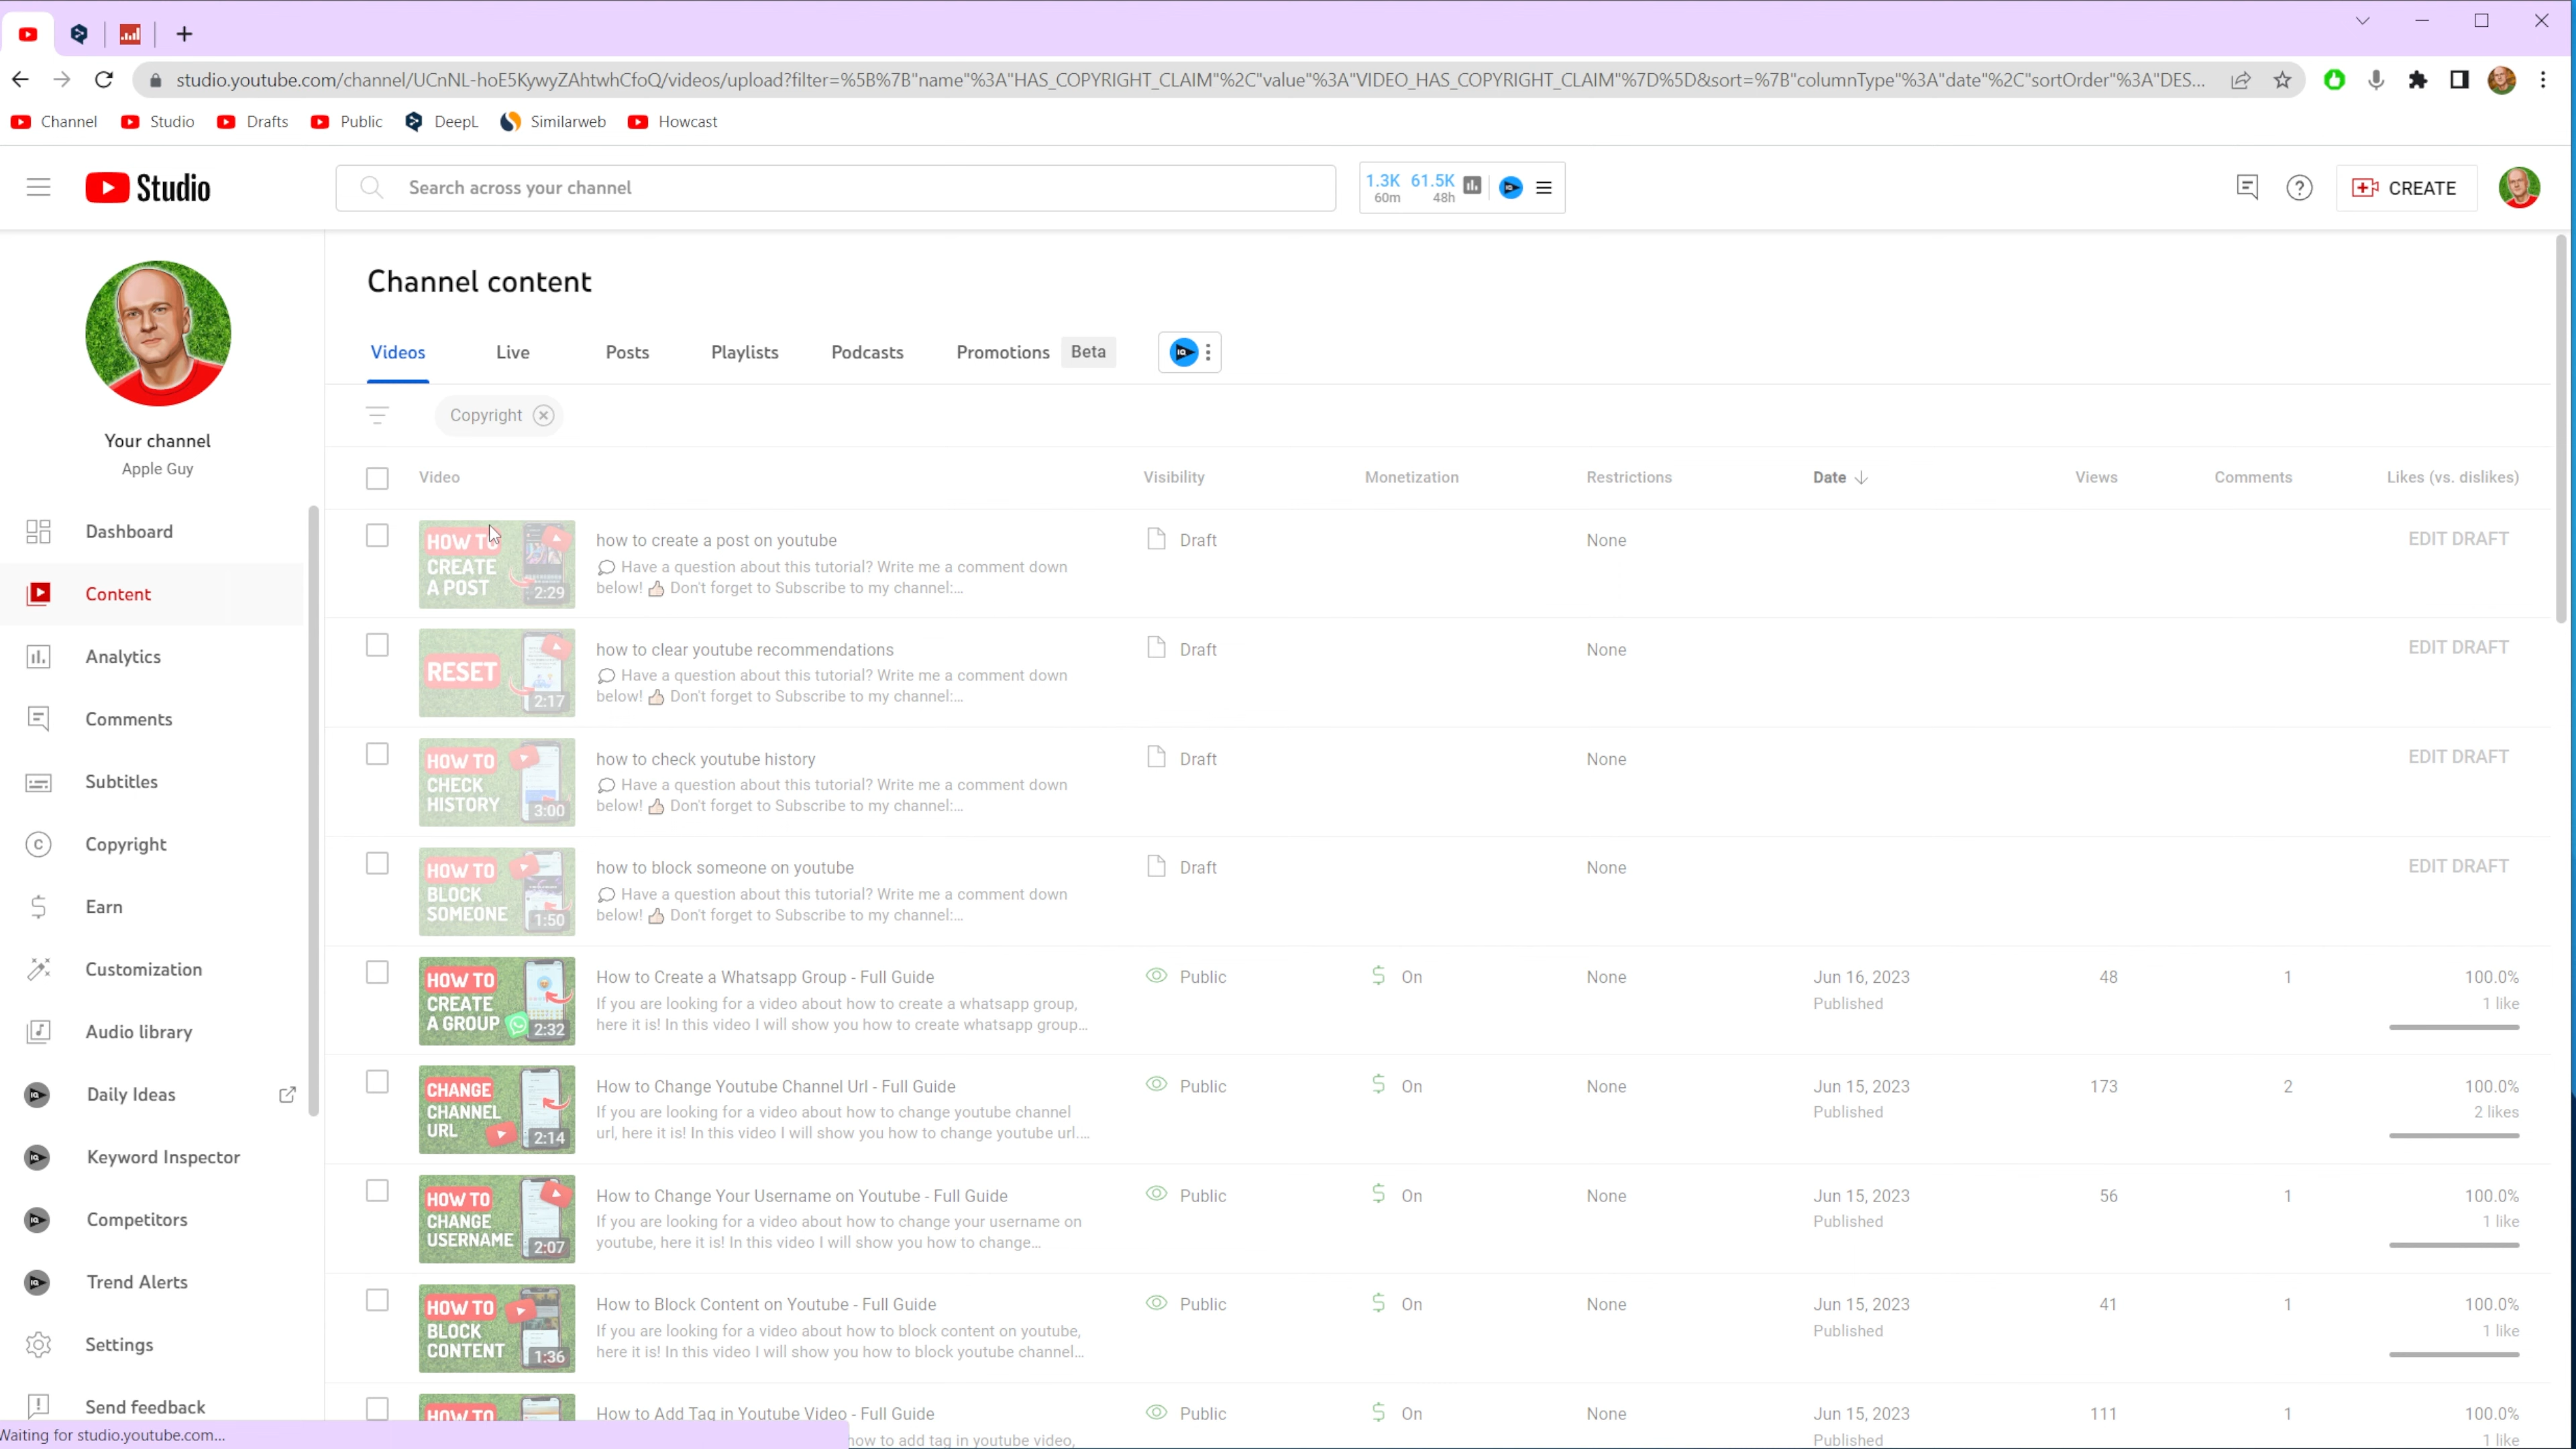 studio.youtube.com/channel/UCnNL-hoE5KywyZAhtwhCfoQ/videos/upload?filter=%5B%7B"name"%3A"HAS_COPYRIGHT_CLAIM"%2C"value"%3A"VIDEO_HAS_COPYRIGHT_CLAIM"%7D%5D&sort=%7B"columnType"%3A"date"%2C"sortOrder"%3A"DES...
Channel Studio Drafts Public DeepL Similarweb Howcast
Studio
Search across your channel
1.3K 61.5K
60m 48h
CREATE
Your channel
Apple Guy
Dashboard
Content
Analytics
Comments
Subtitles
Copyright
Earn
Customization
Audio library
Daily Ideas
Keyword Inspector
Competitors
Trend Alerts
Settings
Send feedback
Waiting for studio.youtube.com...
Channel content
Videos Live Posts Playlists Podcasts Promotions Beta
Copyright
Video Visibility Monetization Restrictions Date Views Comments Likes (vs. dislikes)
HOW TO
CREATE
A POST
2:29
how to create a post on youtube
Have a question about this tutorial? Write me a comment down
below! 👍🏻 Don't forget to Subscribe to my channel:...
Draft None EDIT DRAFT
RESET
2:17
how to clear youtube recommendations
Have a question about this tutorial? Write me a comment down
below! 👍🏻 Don't forget to Subscribe to my channel:...
Draft None EDIT DRAFT
HOW TO
CHECK
HISTORY
3:00
how to check youtube history
Have a question about this tutorial? Write me a comment down
below! 👍🏻 Don't forget to Subscribe to my channel:...
Draft None EDIT DRAFT
HOW TO
BLOCK
SOMEONE
1:50
how to block someone on youtube
Have a question about this tutorial? Write me a comment down
below! 👍🏻 Don't forget to Subscribe to my channel:...
Draft None EDIT DRAFT
HOW TO
CREATE
A GROUP
2:32
How to Create a Whatsapp Group - Full Guide
If you are looking for a video about how to create a whatsapp group,
here it is! In this video I will show you how to create whatsapp group...
Public On None Jun 16, 2023 48 1 100.0%
Published 1 like
CHANGE
CHANNEL
URL
2:14
How to Change Youtube Channel Url - Full Guide
If you are looking for a video about how to change youtube channel
url, here it is! In this video I will show you how to change youtube url....
Public On None Jun 15, 2023 173 2 100.0%
Published 2 likes
HOW TO
CHANGE
USERNAME
2:07
How to Change Your Username on Youtube - Full Guide
If you are looking for a video about how to change your username on
youtube, here it is! In this video I will show you how to change...
Public On None Jun 15, 2023 56 1 100.0%
Published 1 like
HOW TO
BLOCK
CONTENT
1:36
How to Block Content on Youtube - Full Guide
If you are looking for a video about how to block content on youtube,
here it is! In this video I will show you how to block youtube channel...
Public On None Jun 15, 2023 41 1 100.0%
Published 1 like
HOW TO
How to Add Tag in Youtube Video - Full Guide
how to add tag in youtube video,
Public On None Jun 15, 2023 111 1 100.0%
Published 1 like